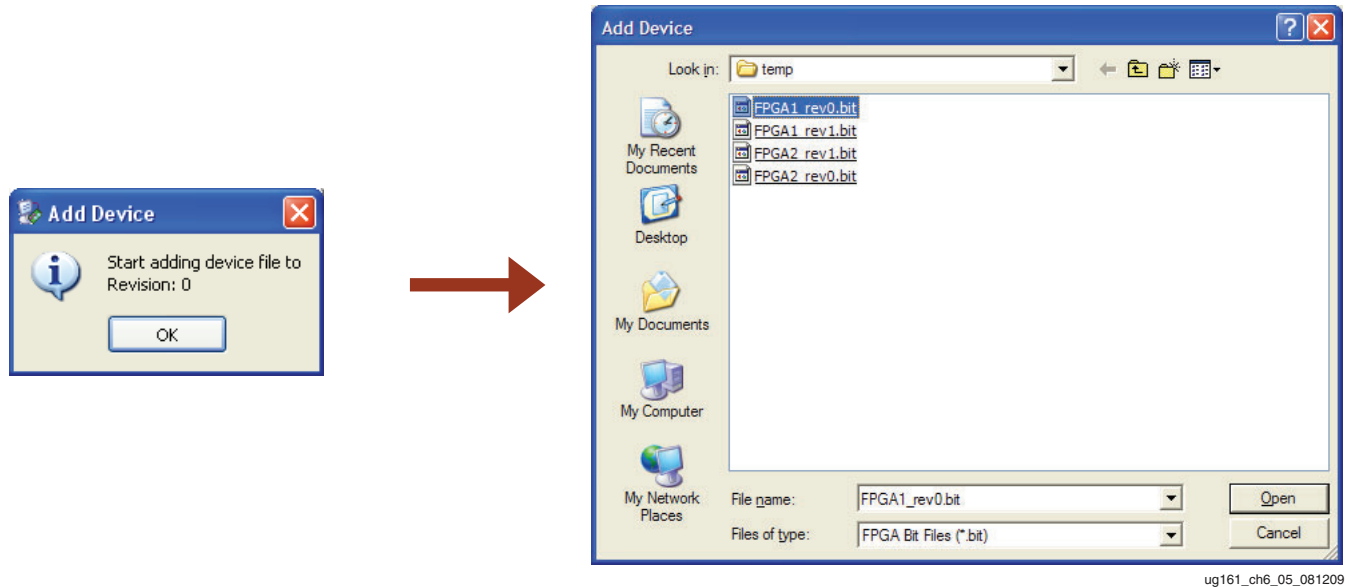 Add Device
Start adding device file to
Revision: 0
OK
Add Device
Look in:
temp
My Recent
Documents
Desktop
My Documents
My Computer
My Network
Places
FPGA1_rev0.bit
FPGA1_rev1.bit
FPGA2_rev1.bit
FPGA2_rev0.bit
File name:
FPGA1_rev0.bit
Open
Files of type:
FPGA Bit Files (*.bit)
Cancel
ug161_ch6_05_081209